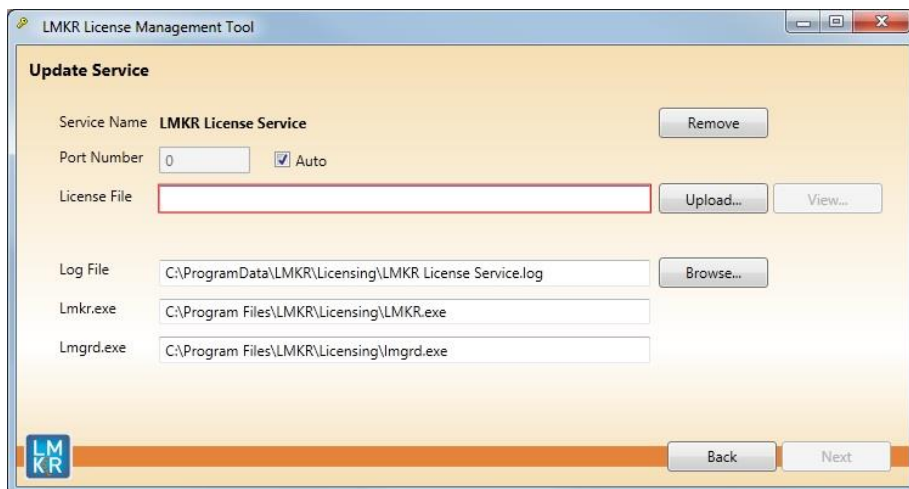 LMKR License Management Tool
Update Service
Service Name LMKR License Service Remove
Port Number 0 Auto
License File Upload... View...
Log File C:\ProgramData\LMKR\Licensing\LMKR License Service.log Browse...
Lmkr.exe C:\Program Files\LMKR\Licensing\LMKR.exe
Lmgrd.exe C:\Program Files\LMKR\Licensing\lmgrd.exe
LM
KR
Back Next